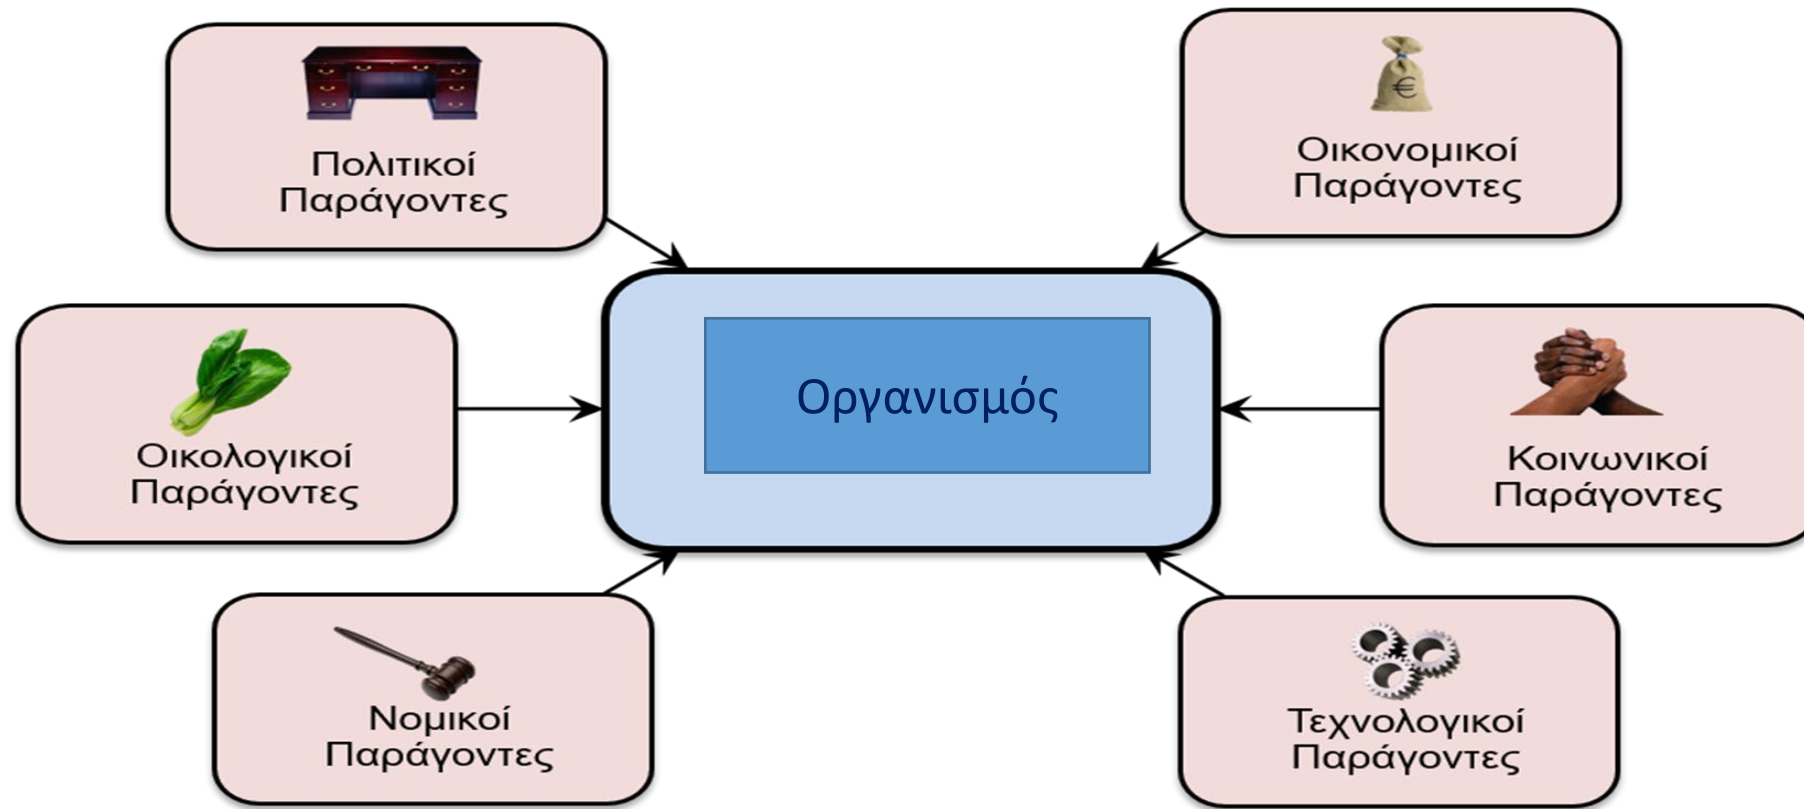 Πολιτικοί
Παράγοντες
Οικονομικοί
Παράγοντες
Οικολογικοί
Παράγοντες
Οργανισμός
€
Κοινωνικοί
Παράγοντες
Νομικοί
Παράγοντες
Τεχνολογικοί
Παράγοντες